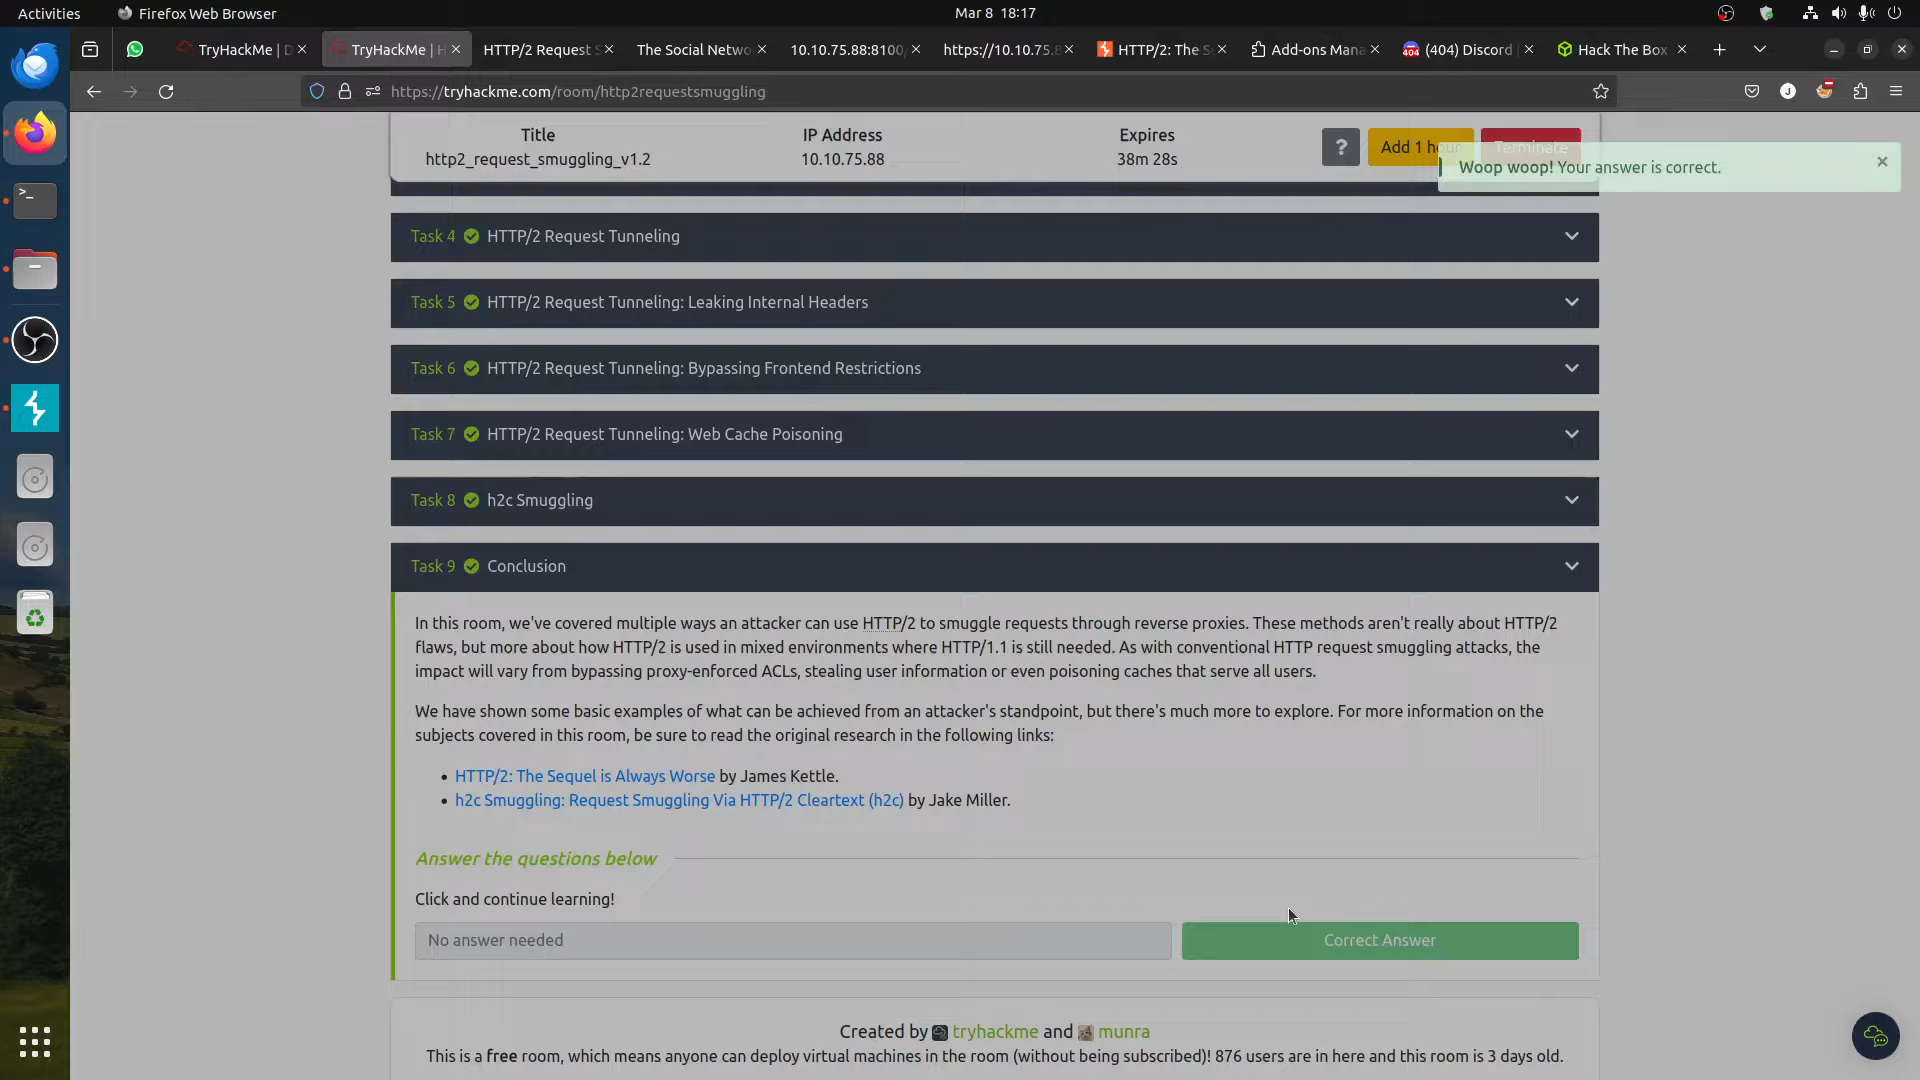 Activities
Firefox Web Browser
Mar 8 18:17
TryHackMe | D
TryHackMe | H
HTTP/2 Request S
The Social Netwo
10.10.75.88:8100/
https://10.10.75.8
HTTP/2: The S
Add-ons Mana
(404) Discord
Hack The Box
https://tryhackme.com/room/http2requestsmuggling
Title
IP Address
Expires
http2_request_smuggling_v1.2
10.10.75.88
38m 28s
?
Add 1 hour
Terminate
Woop woop! Your answer is correct.
Task 4 HTTP/2 Request Tunneling
Task 5 HTTP/2 Request Tunneling: Leaking Internal Headers
Task 6 HTTP/2 Request Tunneling: Bypassing Frontend Restrictions
Task 7 HTTP/2 Request Tunneling: Web Cache Poisoning
Task 8 h2c Smuggling
Task 9 Conclusion
In this room, we've covered multiple ways an attacker can use HTTP/2 to smuggle requests through reverse proxies. These methods aren't really about HTTP/2
flaws, but more about how HTTP/2 is used in mixed environments where HTTP/1.1 is still needed. As with conventional HTTP request smuggling attacks, the
impact will vary from bypassing proxy-enforced ACLs, stealing user information or even poisoning caches that serve all users.
We have shown some basic examples of what can be achieved from an attacker's standpoint, but there's much more to explore. For more information on the
subjects covered in this room, be sure to read the original research in the following links:
• HTTP/2: The Sequel is Always Worse by James Kettle.
• h2c Smuggling: Request Smuggling Via HTTP/2 Cleartext (h2c) by Jake Miller.
Answer the questions below
Click and continue learning!
No answer needed
Correct Answer
Created by tryhackme and munra
This is a free room, which means anyone can deploy virtual machines in the room (without being subscribed)! 876 users are in here and this room is 3 days old.